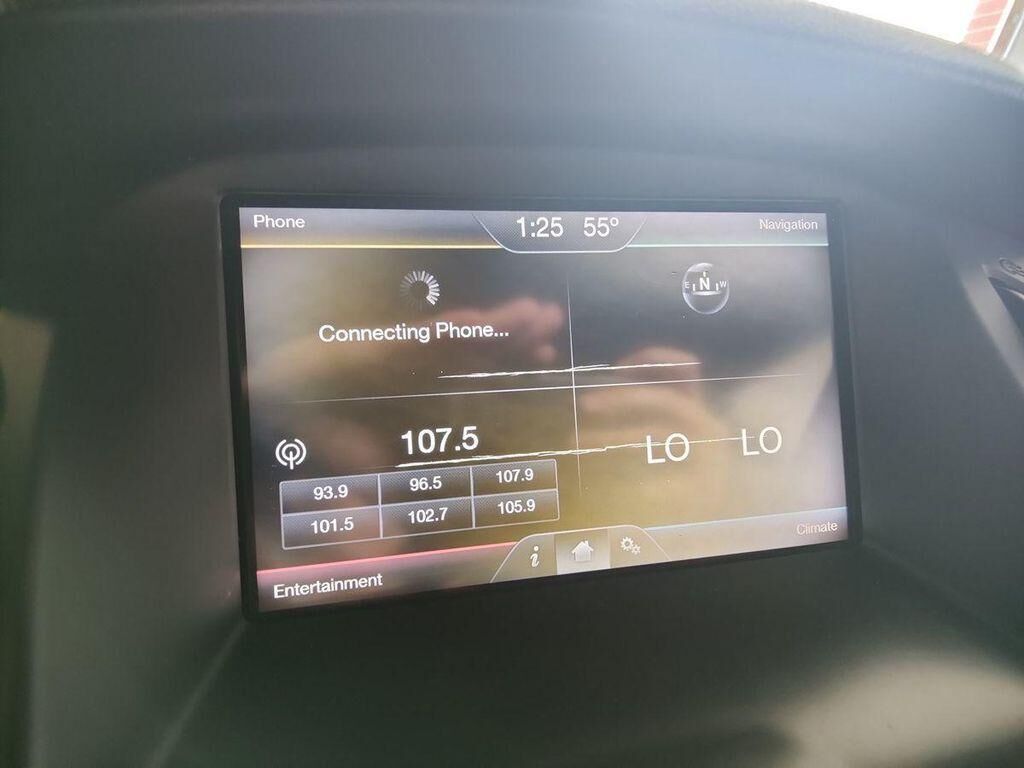 Phone
1:25 55°
Navigation
E N W
Connecting Phone...
107.5
LO LO
93.9 96.5 107.9
101.5 102.7 105.9
i
Climate
Entertainment